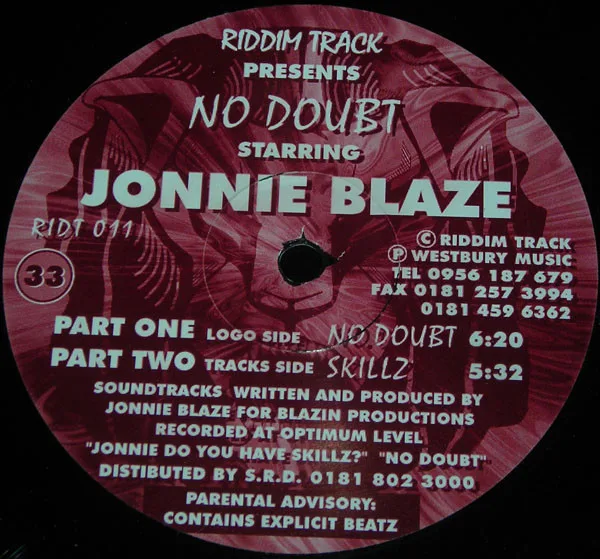 RIDDIM TRACK
PRESENTS
NO DOUBT
STARRING
JONNIE BLAZE
RIDT 011
33
© RIDDIM TRACK
℗ WESTBURY MUSIC
TEL 0956 187 679
FAX 0181 257 3994
0181 459 6362
PART ONE LOGO SIDE NO DOUBT 6:20
PART TWO TRACKS SIDE SKILLZ 5:32
SOUNDTRACKS WRITTEN AND PRODUCED BY
JONNIE BLAZE FOR BLAZIN PRODUCTIONS
RECORDED AT OPTIMUM LEVEL
"JONNIE DO YOU HAVE SKILLZ?" "NO DOUBT".
DISTIBUTED BY S.R.D. 0181 802 3000
PARENTAL ADVISORY:
CONTAINS EXPLICIT BEATZ